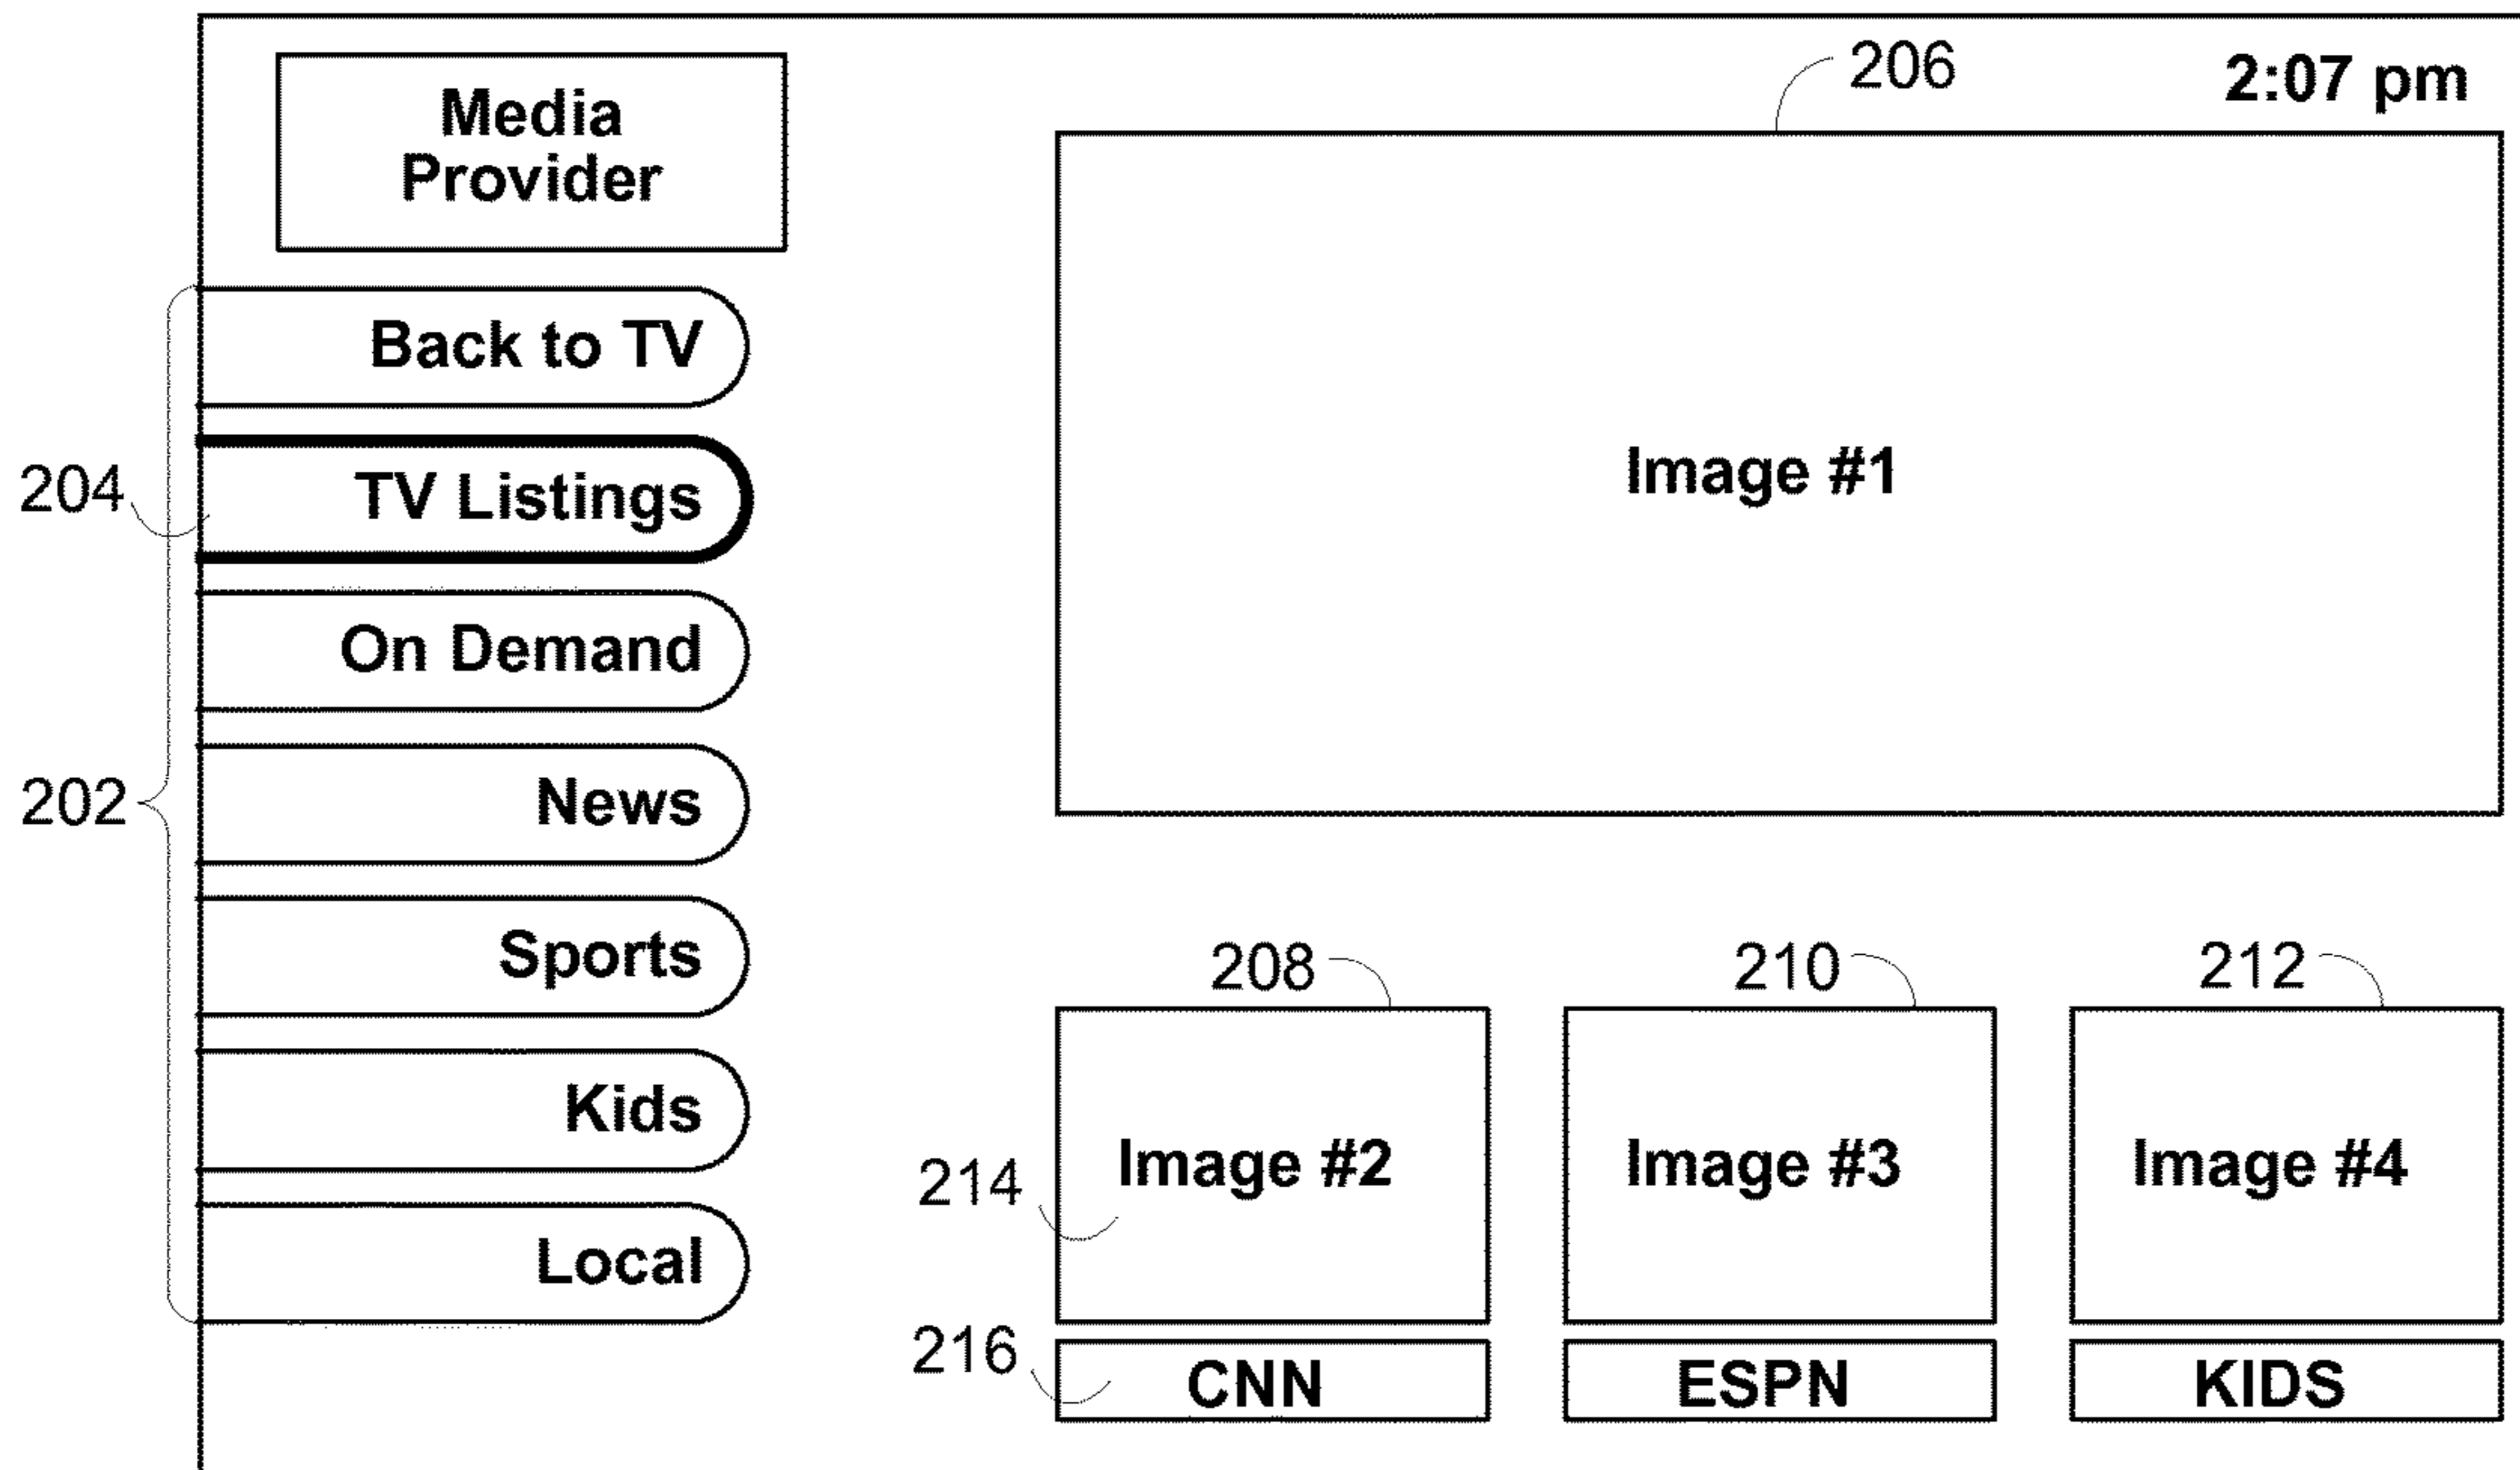 Media
Provider
206
2:07 pm
Back to TV
204
TV Listings
Image #1
On Demand
202
News
Sports
208
210
212
Kids
214
Image #2
Image #3
Image #4
Local
216
CNN
ESPN
KIDS